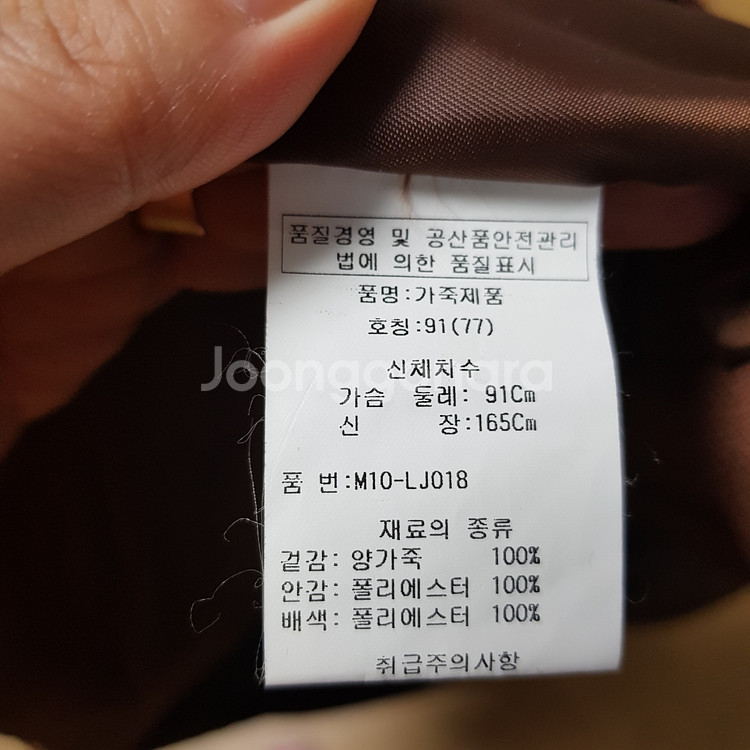 품질경영 및 공산품안전관리
법에 의한 품질표시
품명:가죽제품
호칭:91(77)
신체치수
Joonggonara
가슴 둘레: 91Cm
신 장:165Cm
품 번:M10-LJ018
재료의 종류
겉감: 양가죽 100%
안감: 폴리에스터 100%
배색: 폴리에스터 100%
취급주의사항